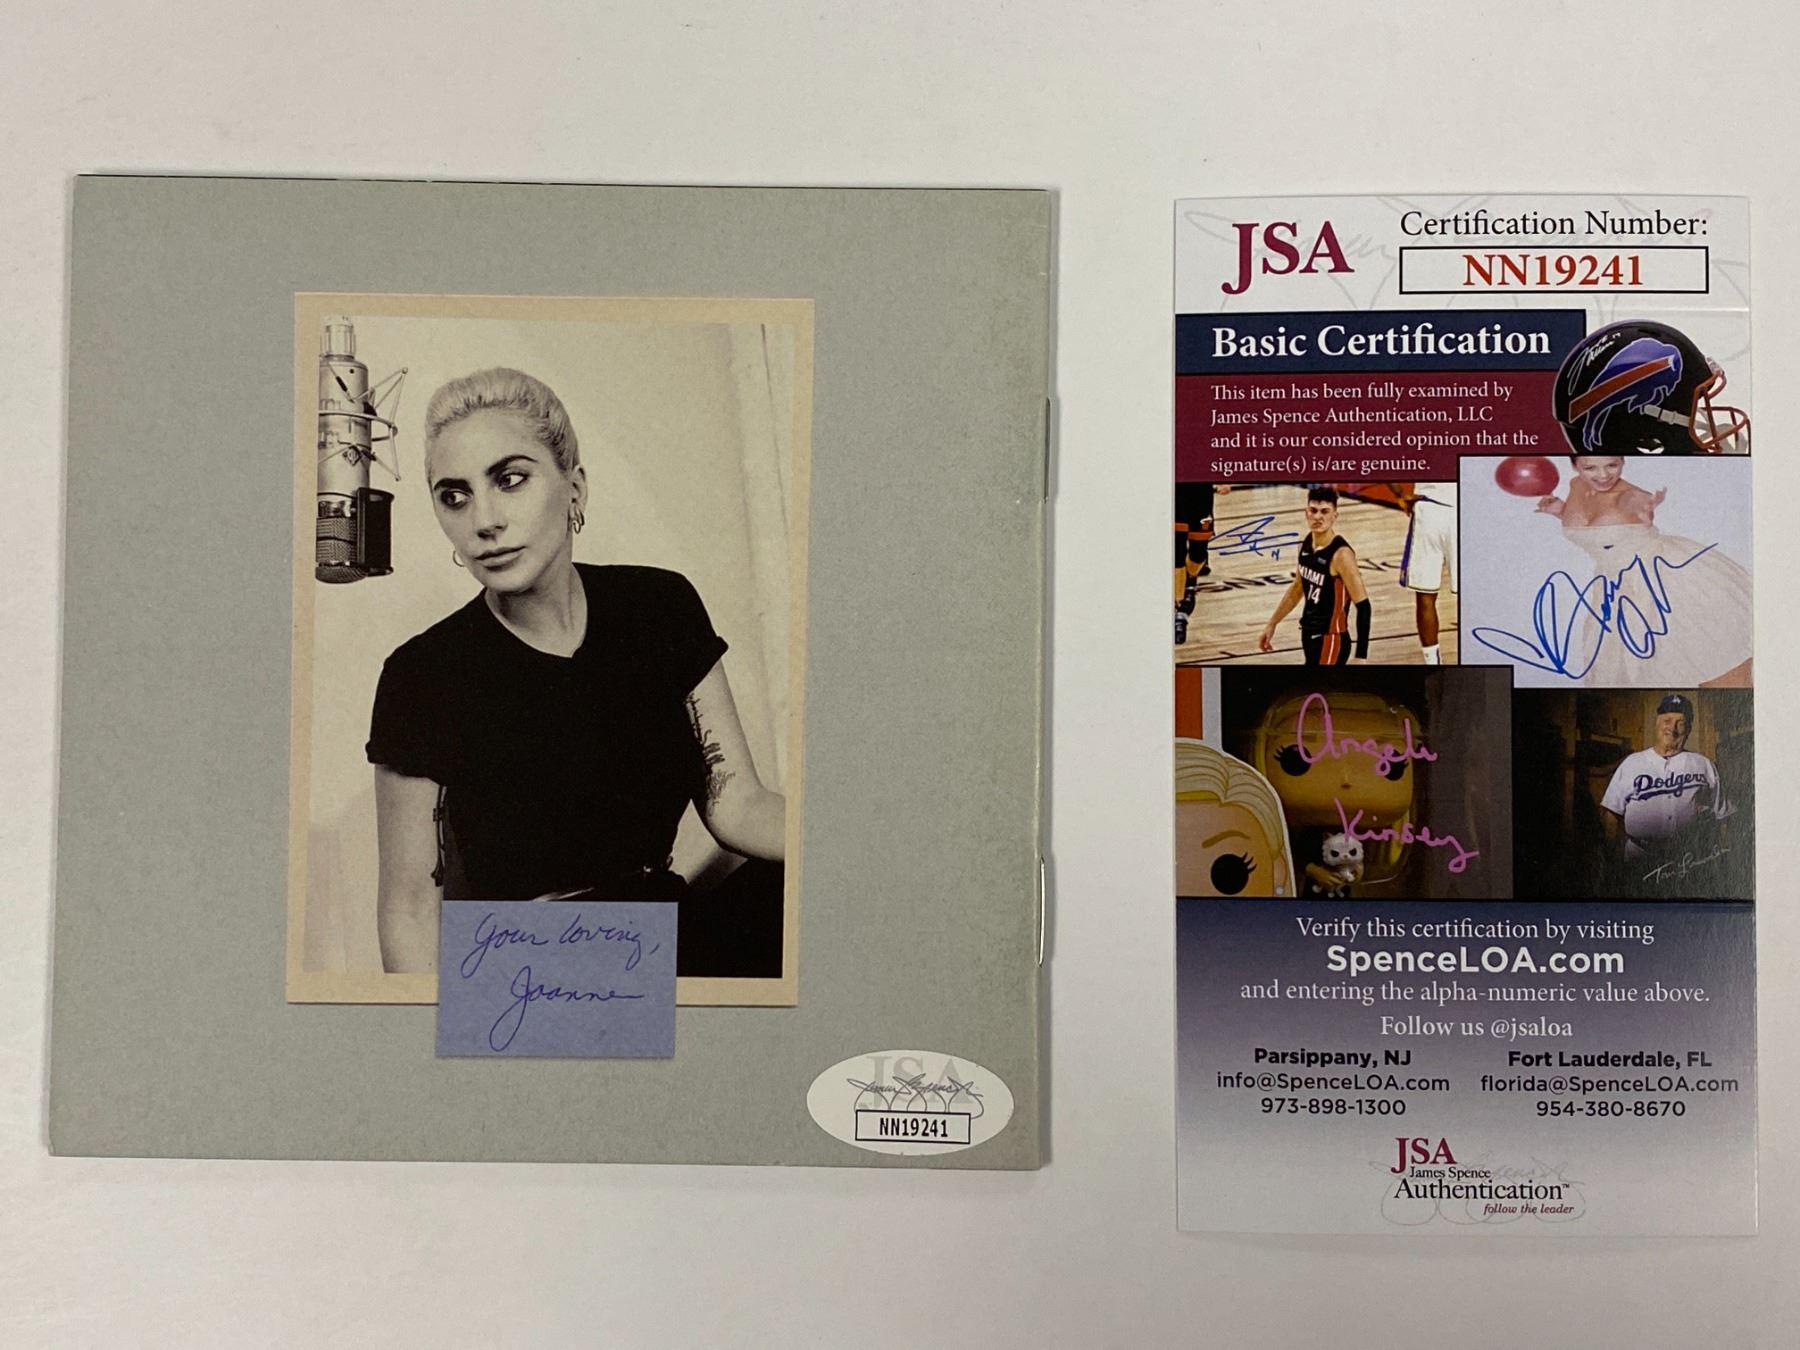 Your loving,
Joanne
JSA
NN19241
JSA
Certification Number:
NN19241
Basic Certification
This item has been fully examined by
James Spence Authentication, LLC
and it is our considered opinion that the
signature(s) is/are genuine.
MIAMI
14
Angela
Kinsey
Dodgers
Verify this certification by visiting
SpenceLOA.com
and entering the alpha-numeric value above.
Follow us @jsaloa
Parsippany, NJ
info@SpenceLOA.com
973-898-1300
Fort Lauderdale, FL
florida@SpenceLOA.com
954-380-8670
JSA
James Spence
Authentication™
follow the leader